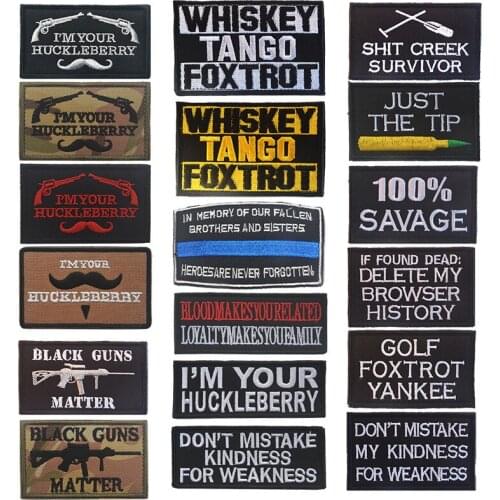 I'M YOUR
HUCKLEBERRY
I'M YOUR
HUCKLEBERRY
I'M YOUR
HUCKLEBERRY
I'M YOUR
HUCKLEBERRY
BLACK GUNS
MATTER
BLACK GUNS
MATTER
WHISKEY
TANGO
FOXTROT
WHISKEY
TANGO
FOXTROT
IN MEMORY OF OUR FALLEN
BROTHERS AND SISTERS
HEROES ARE NEVER FORGOTTEN
BLOOD MAKES YOU RELATED
LOYALTY MAKES YOU FAMILY
I'M YOUR
HUCKLEBERRY
DON'T MISTAKE
KINDNESS
FOR WEAKNESS
SHIT CREEK
SURVIVOR
JUST
THE TIP
100%
SAVAGE
IF FOUND DEAD:
DELETE MY
BROWSER
HISTORY
GOLF
FOXTROT
YANKEE
DON'T MISTAKE
MY KINDNESS
FOR WEAKNESS